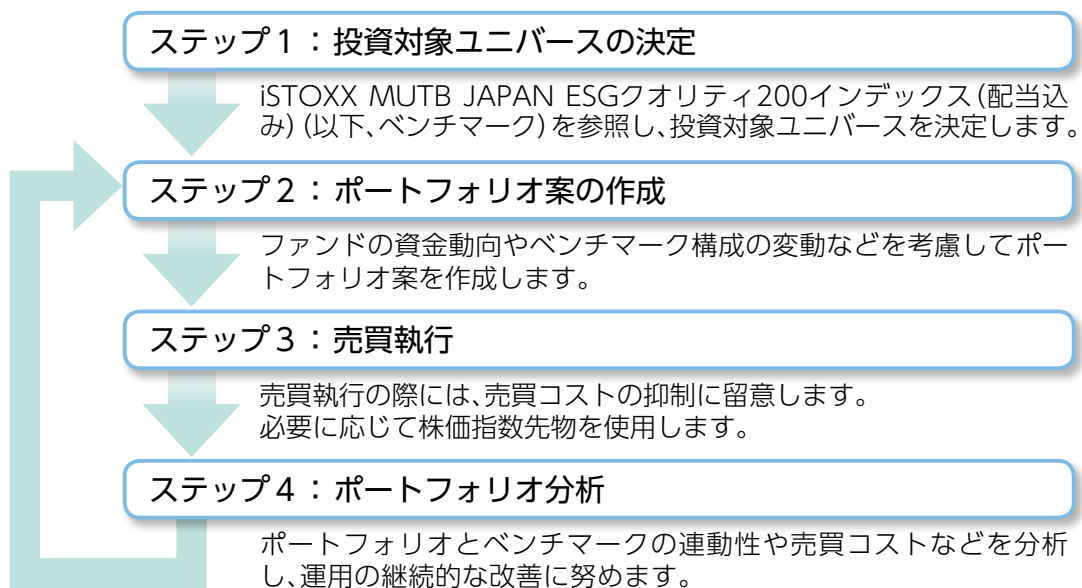 ステップ1：投資対象ユニバースの決定
iSTOXX MUTB JAPAN ESGクオリティ200インデックス(配当込
み)(以下、ベンチマーク)を参照し、投資対象ユニバースを決定します。
ステップ2：ポートフォリオ案の作成
ファンドの資金動向やベンチマーク構成の変動などを考慮してポー
トフォリオ案を作成します。
ステップ3：売買執行
売買執行の際には、売買コストの抑制に留意します。
必要に応じて株価指数先物を使用します。
ステップ4：ポートフォリオ分析
ポートフォリオとベンチマークの連動性や売買コストなどを分析
し、運用の継続的な改善に努めます。